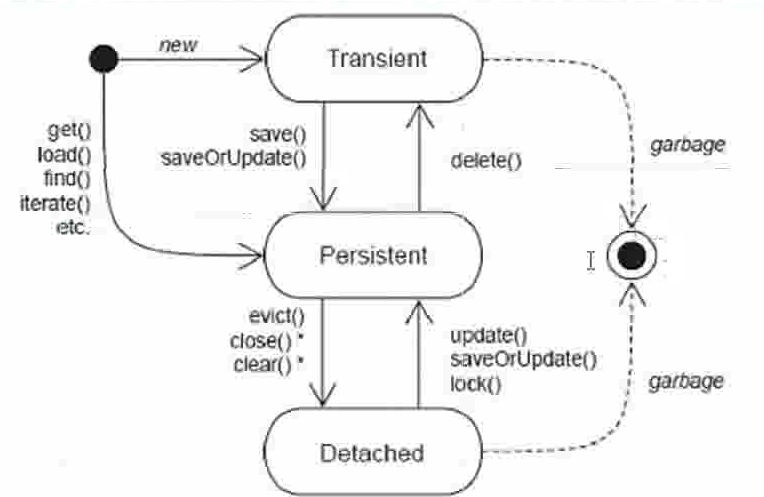 new
Transient
get()
load()
find()
iterate()
etc.
save()
saveOrUpdate()
delete()
garbage
Persistent
evict()
close() *
clear() *
update()
saveOrUpdate()
lock()
garbage
Detached